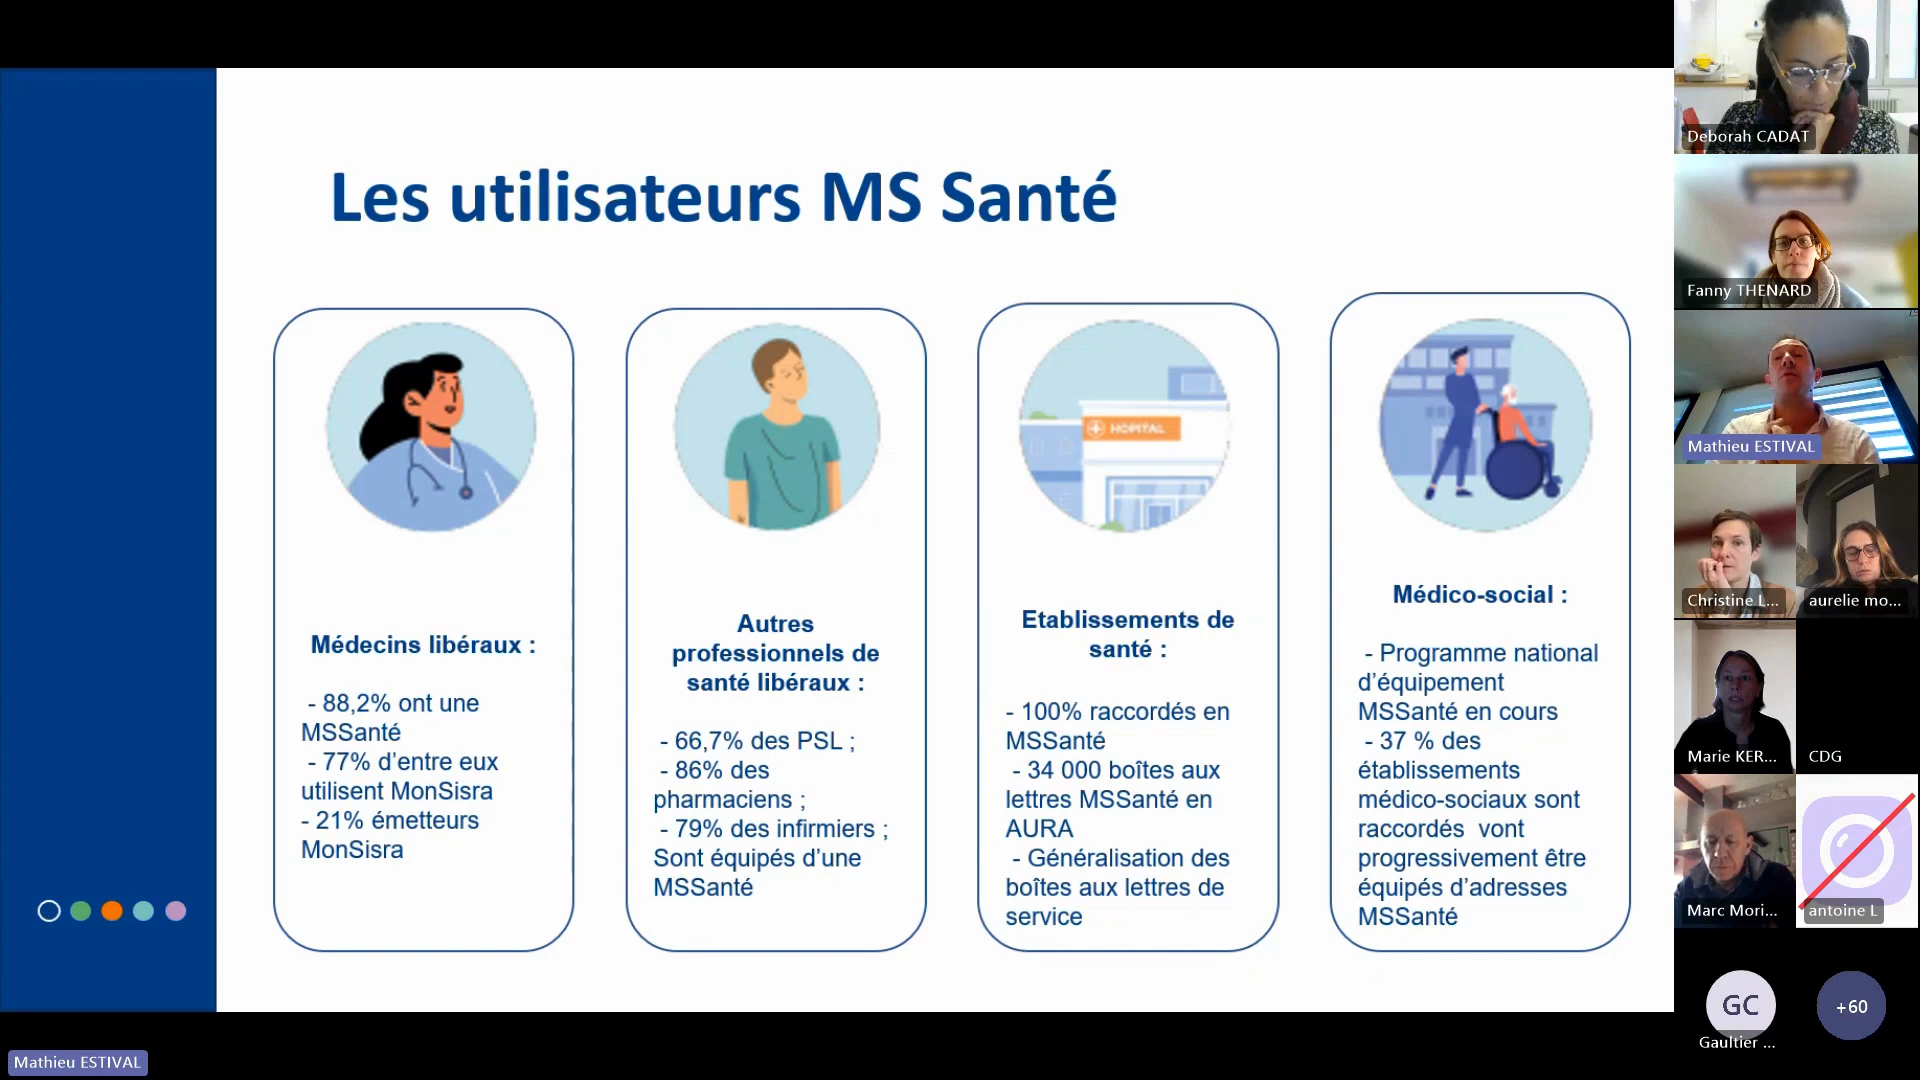 Les utilisateurs MS Santé
HOPITAL
Médecins libéraux :
- 88,2% ont une
MSSanté
- 77% d’entre eux
utilisent MonSisra
- 21% émetteurs
MonSisra
Autres
professionnels de
santé libéraux :
- 66,7% des PSL ;
- 86% des
pharmaciens ;
- 79% des infirmiers ;
Sont équipés d’une
MSSanté
Etablissements de
santé :
- 100% raccordés en
MSSanté
- 34 000 boîtes aux
lettres MSSanté en
AURA
- Généralisation des
boîtes aux lettres de
service
Médico-social :
- Programme national
d’équipement
MSSanté en cours
- 37 % des
établissements
médico-sociaux sont
raccordés vont
progressivement être
équipés d’adresses
MSSanté
Deborah CADAT
Fanny THENARD
Mathieu ESTIVAL
Christine L...
aurelie mo...
Marie KER...
CDG
Marc Mori...
antoine L
GC
Gaultier ...
+60
Mathieu ESTIVAL